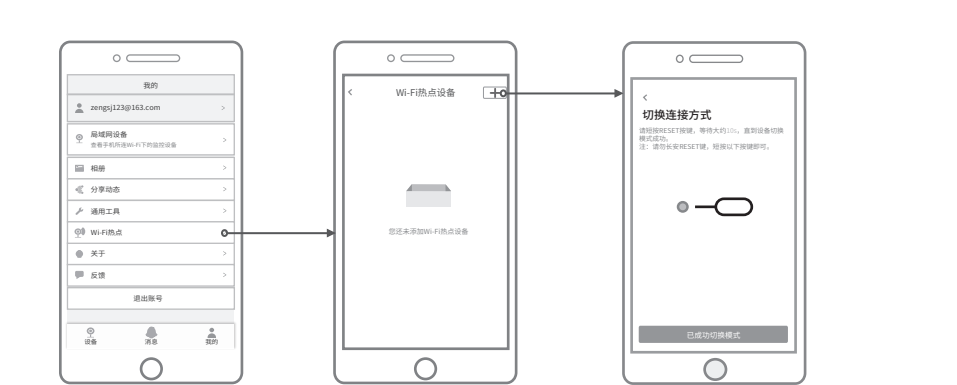 我的
zengsj123@163.com
局域网设备
查看手机所连Wi-Fi下的监控设备
相册
分享动态
通用工具
Wi-Fi热点
关于
反馈
退出账号
设备
消息
我的
Wi-Fi热点设备
您还未添加Wi-Fi热点设备
切换连接方式
请短按RESET按键，等待大约10s，直到设备切换
模式成功。
注：请勿长安RESET键，短按以下按键即可。
已成功切换模式